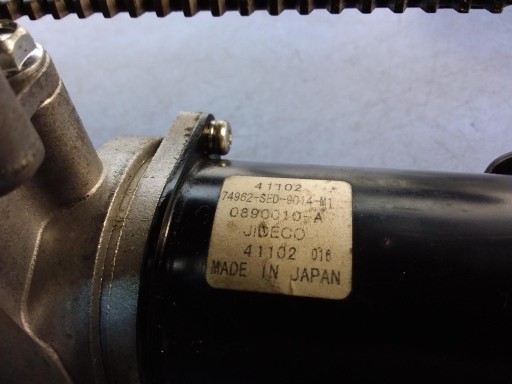 41102
74962-SED-9014-M1
0890010-A
JIDECO
41102 016
MADE IN JAPAN